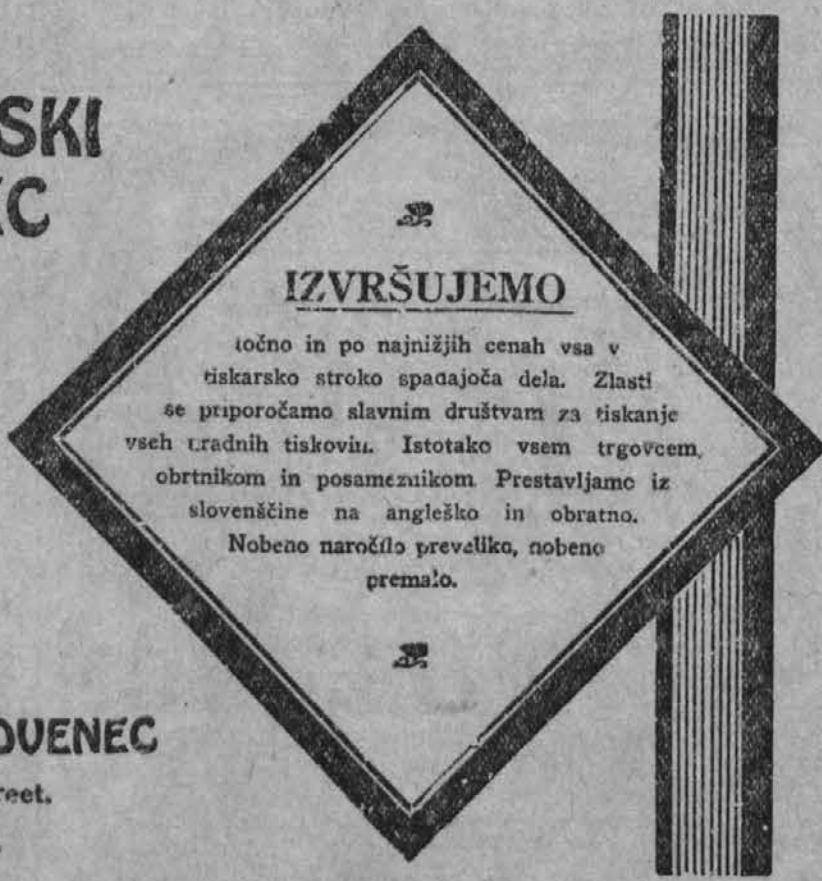 SKI
IZVRŠUJEMO
točno in po najnižjih cenah vsa v
tiskarsko stroko spadajoča dela. Zlasti
se priporočamo slavnim društvam za tiskanje
vseh uradnih tiskovin. Istotako vsem trgovcem,
obrtnikom in posameznikom Prestavljamo iz
slovenščine na angleško in obratno.
Nobeno naročilo preveliko, nobeno
premalo.
OVENEC
reet.